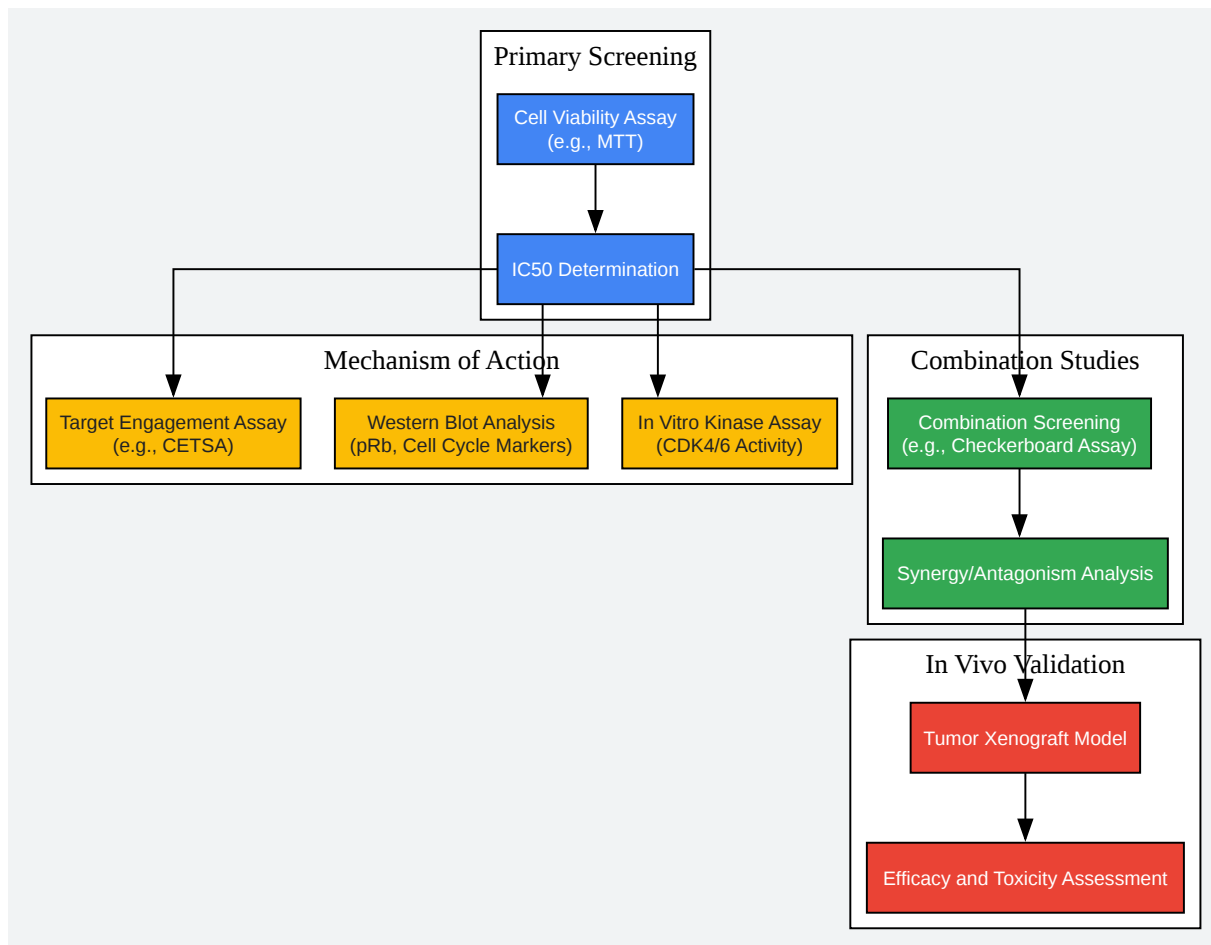 Primary Screening
Cell Viability Assay
(e.g., MTT)
IC50 Determination
Mechanism of Action
Target Engagement Assay
(e.g., CETSA)
Western Blot Analysis
(pRb, Cell Cycle Markers)
In Vitro Kinase Assay
(CDK4/6 Activity)
Combination Studies
Combination Screening
(e.g., Checkerboard Assay)
Synergy/Antagonism Analysis
In Vivo Validation
Tumor Xenograft Model
Efficacy and Toxicity Assessment